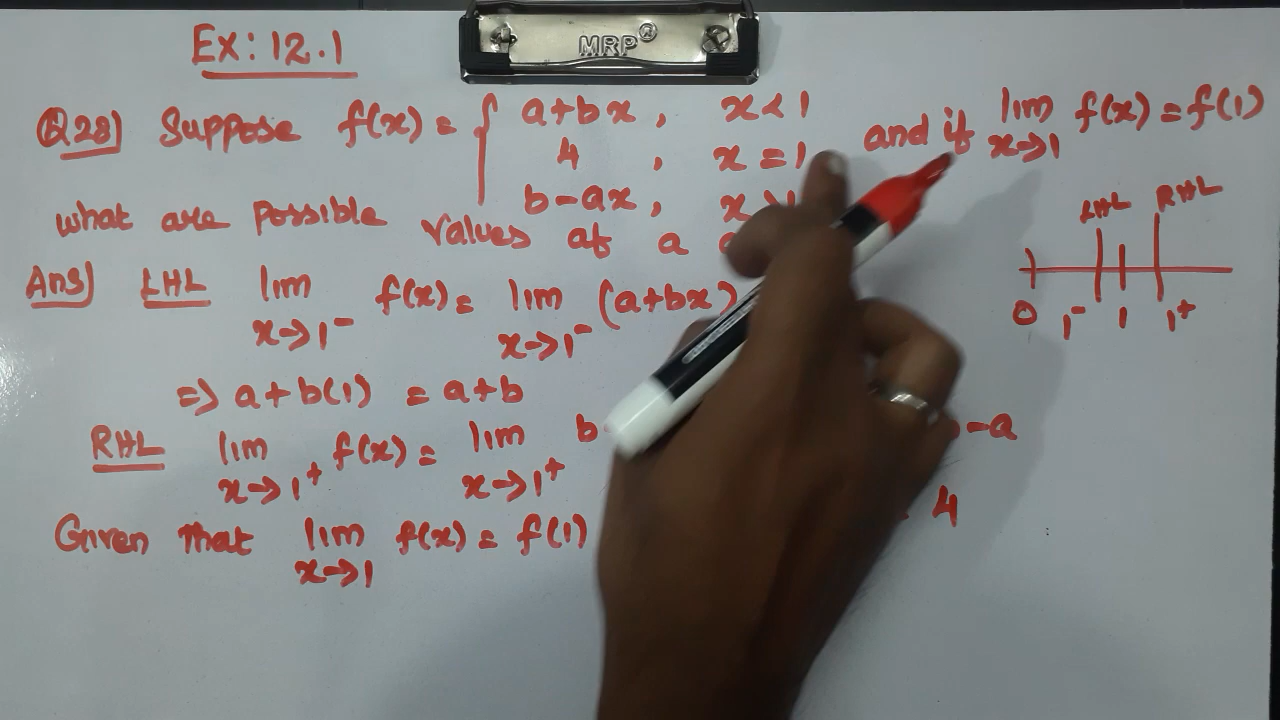 MRP®
Ex: 12.1
Q28) Suppose f(x) = { a+bx, x<1
4, x=1
b-ax, x
and if lim x→1 f(x) = f(1)
what are possible values of a
LHL RHL
0 1⁻ 1 1⁺
Ans) LHL lim x→1⁻ f(x) = lim x→1⁻ (a+bx)
⇒ a+b(1) = a+b
RHL lim x→1⁺ f(x) = lim x→1⁺ b -a
Given that lim x→1 f(x) = f(1) 4